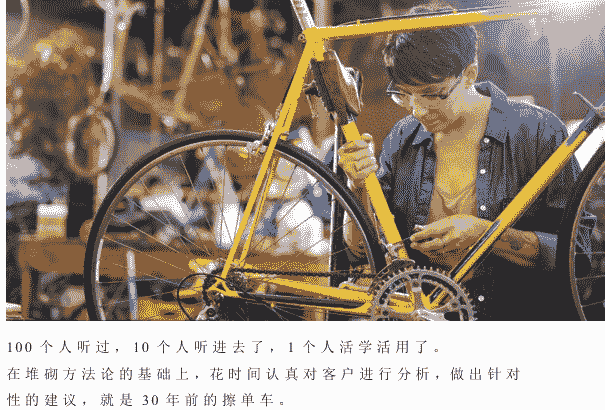 100 个人听过，10 个人听进去了，1 个人活学活用了。
在堆砌方法论的基础上，花时间认真对客户进行分析，做出针对
性的建议，就是 30 年前的擦单车。